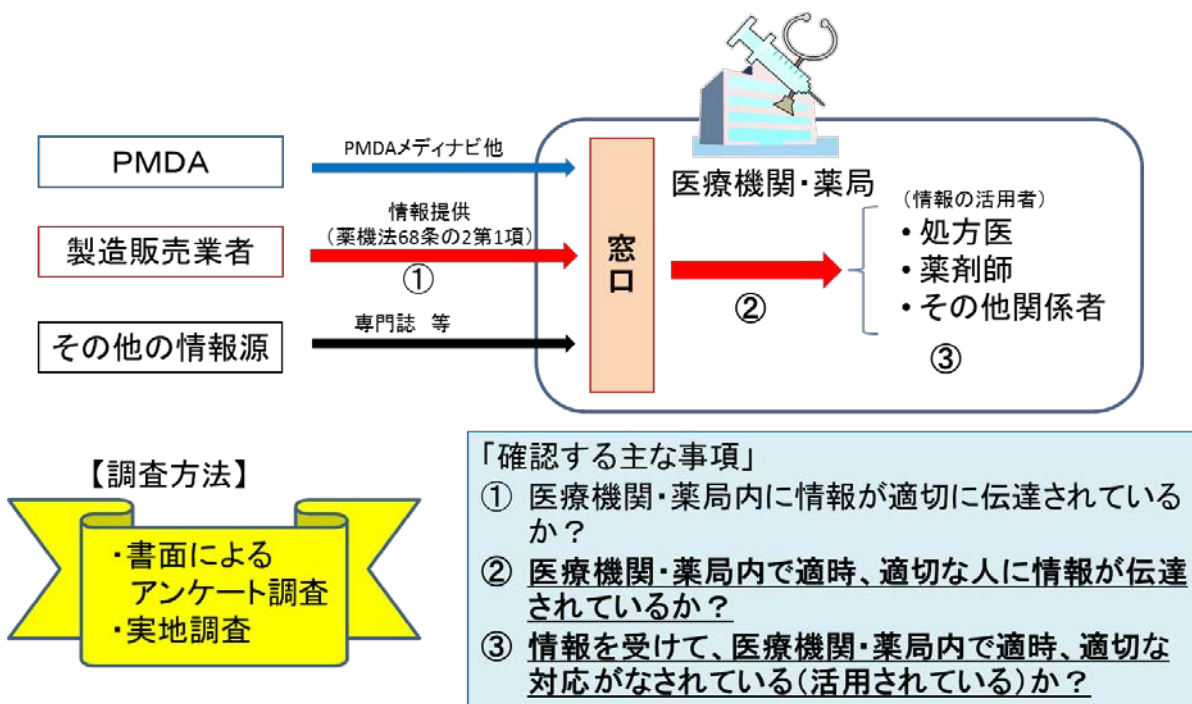 PMDA
PMDAメディナビ他
製造販売業者
情報提供
(薬機法68条の2第1項)
①
その他の情報源
専門誌 等
窓口
医療機関・薬局
②
(情報の活用者)
・処方医
・薬剤師
・その他関係者
③
【調査方法】
・書面による
アンケート調査
・実地調査
「確認する主な事項」
① 医療機関・薬局内に情報が適切に伝達されている
か？
② 医療機関・薬局内で適時、適切な人に情報が伝達
されているか？
③ 情報を受けて、医療機関・薬局内で適時、適切な
対応がなされている(活用されている)か？